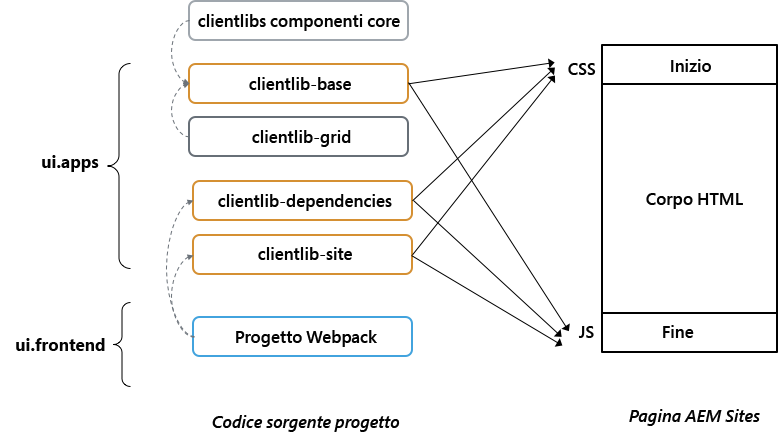 clientlibs componenti core
clientlib-base
clientlib-grid
ui.apps
clientlib-dependencies
clientlib-site
ui.frontend
Progetto Webpack
Codice sorgente progetto
CSS
JS
Inizio
Corpo HTML
Fine
Pagina AEM Sites